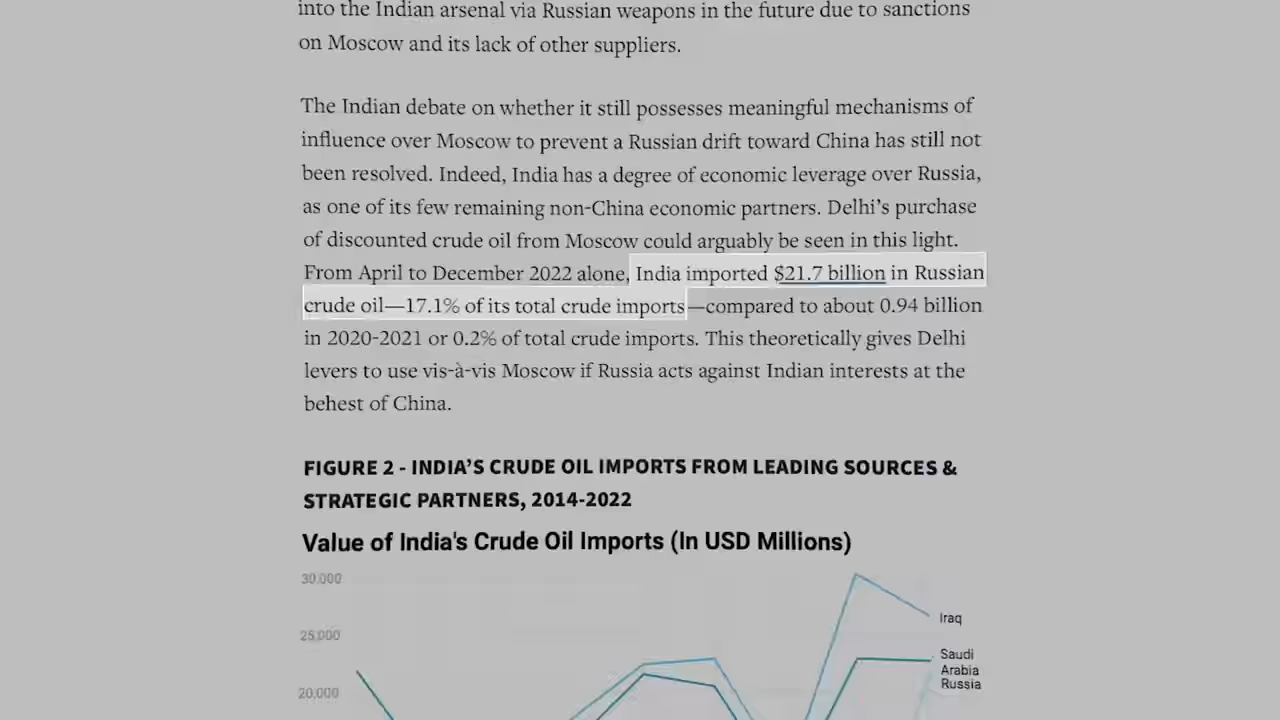 into the Indian arsenal via Russian weapons in the future due to sanctions
on Moscow and its lack of other suppliers.
The Indian debate on whether it still possesses meaningful mechanisms of
influence over Moscow to prevent a Russian drift toward China has still not
been resolved. Indeed, India has a degree of economic leverage over Russia,
as one of its few remaining non-China economic partners. Delhi's purchase
of discounted crude oil from Moscow could arguably be seen in this light.
From April to December 2022 alone, India imported $21.7 billion in Russian
crude oil—17.1% of its total crude imports—compared to about 0.94 billion
in 2020-2021 or 0.2% of total crude imports. This theoretically gives Delhi
levers to use vis-à-vis Moscow if Russia acts against Indian interests at the
behest of China.
FIGURE 2 - INDIA'S CRUDE OIL IMPORTS FROM LEADING SOURCES &
STRATEGIC PARTNERS, 2014-2022
Value of India's Crude Oil Imports (In USD Millions)
30,000
Iraq
25,000
Saudi
Arabia
Russia
20,000